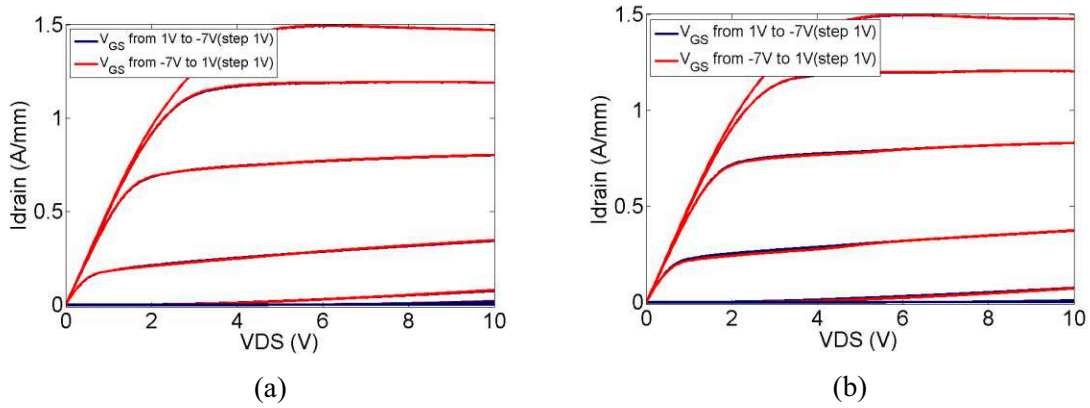 1.5
V_GS from 1V to -7V(step 1V)
V_GS from -7V to 1V(step 1V)
1
0.5
0
Idrain (A/mm)
0 2 4 6 8 10
VDS (V)
(a)
1.5
V_GS from 1V to -7V(step 1V)
V_GS from -7V to 1V(step 1V)
1
0.5
0
Idrain (A/mm)
0 2 4 6 8 10
VDS (V)
(b)